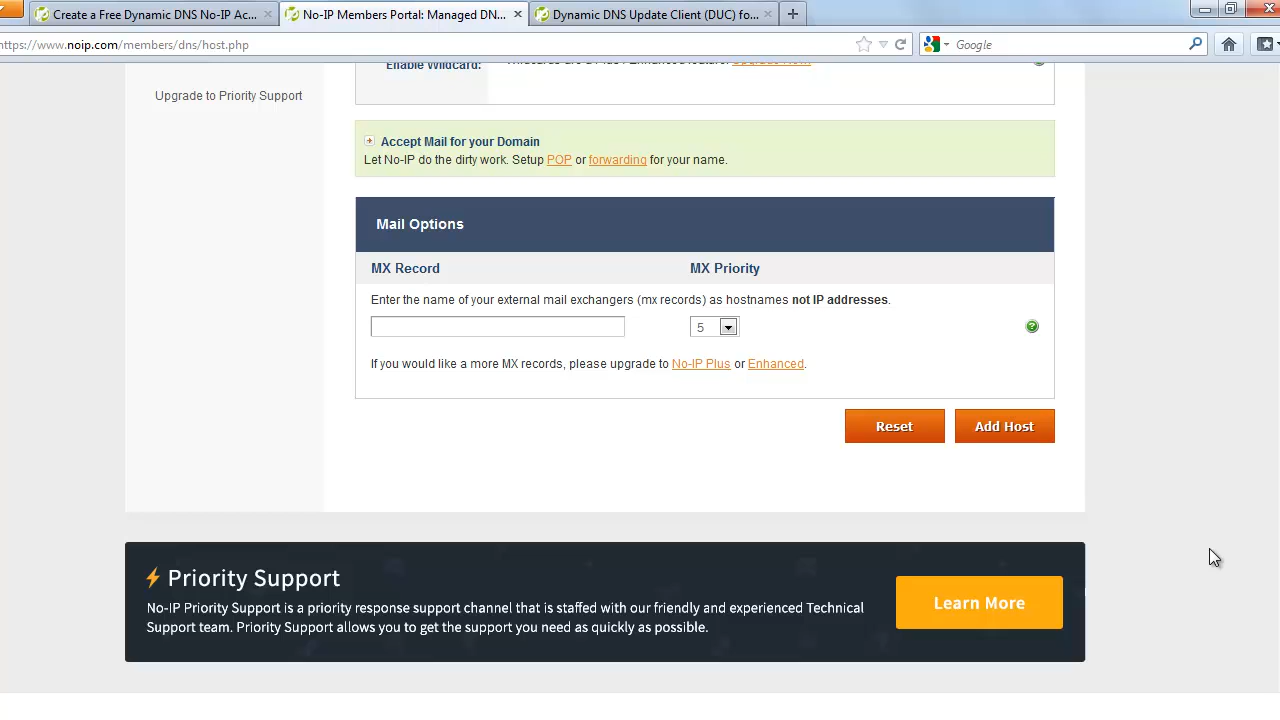 Create a Free Dynamic DNS No-IP Ac...
No-IP Members Portal: Managed DN...
Dynamic DNS Update Client (DUC) fo...
https://www.noip.com/members/dns/host.php
Google
Enable Wildcard:
Upgrade to Priority Support
Accept Mail for your Domain
Let No-IP do the dirty work. Setup POP or forwarding for your name.
Mail Options
MX Record MX Priority
Enter the name of your external mail exchangers (mx records) as hostnames not IP addresses.
5
If you would like a more MX records, please upgrade to No-IP Plus or Enhanced.
Reset
Add Host
Priority Support
No-IP Priority Support is a priority response support channel that is staffed with our friendly and experienced Technical
Support team. Priority Support allows you to get the support you need as quickly as possible.
Learn More